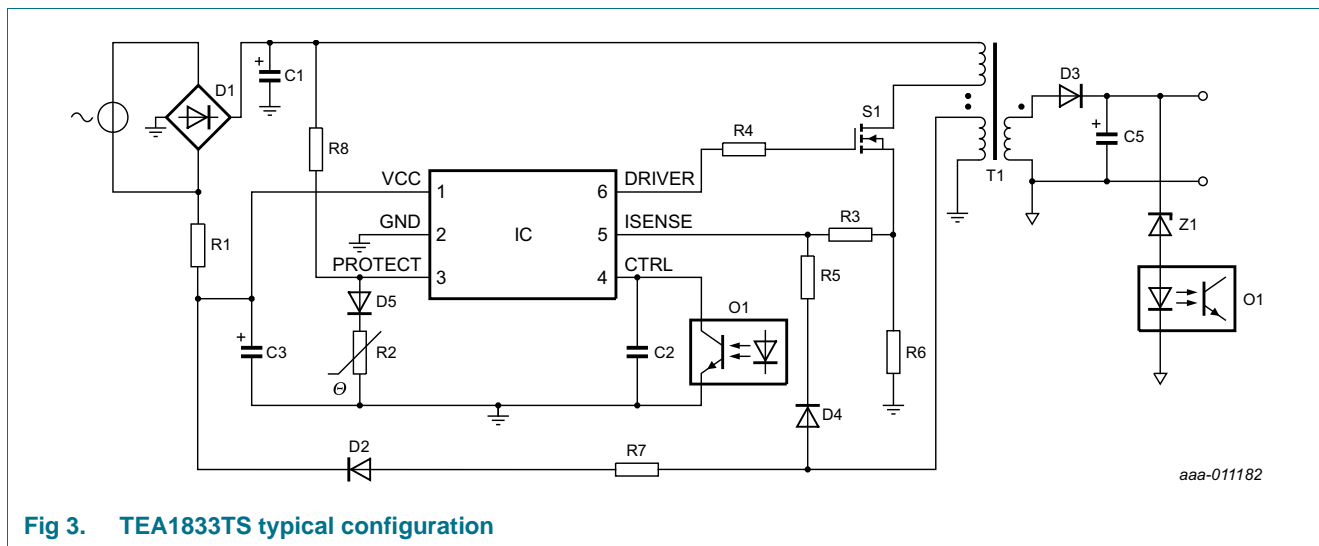 D1
C1
R8
R1
C3
VCC
1
GND
2
PROTECT
3
IC
6
DRIVER
5
ISENSE
4
CTRL
D5
R2
Θ
C2
O1
R4
S1
R3
R5
R6
D4
D2
R7
T1
D3
C5
Z1
O1
aaa-011182
Fig 3. TEA1833TS typical configuration